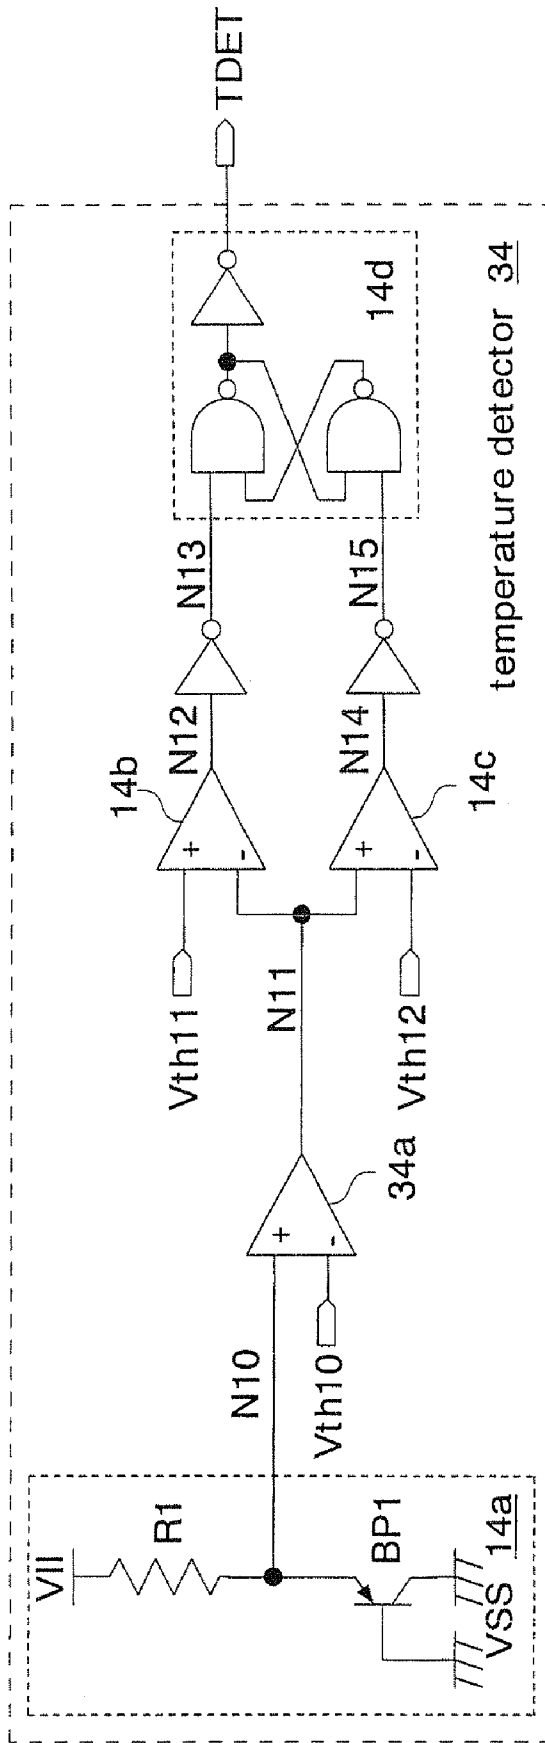 VII
R1
BP1
VSS
14a
N10
Vth10
34a
N11
Vth11
Vth12
14b
14c
N12
N14
N13
N15
14d
TDET
temperature detector 34